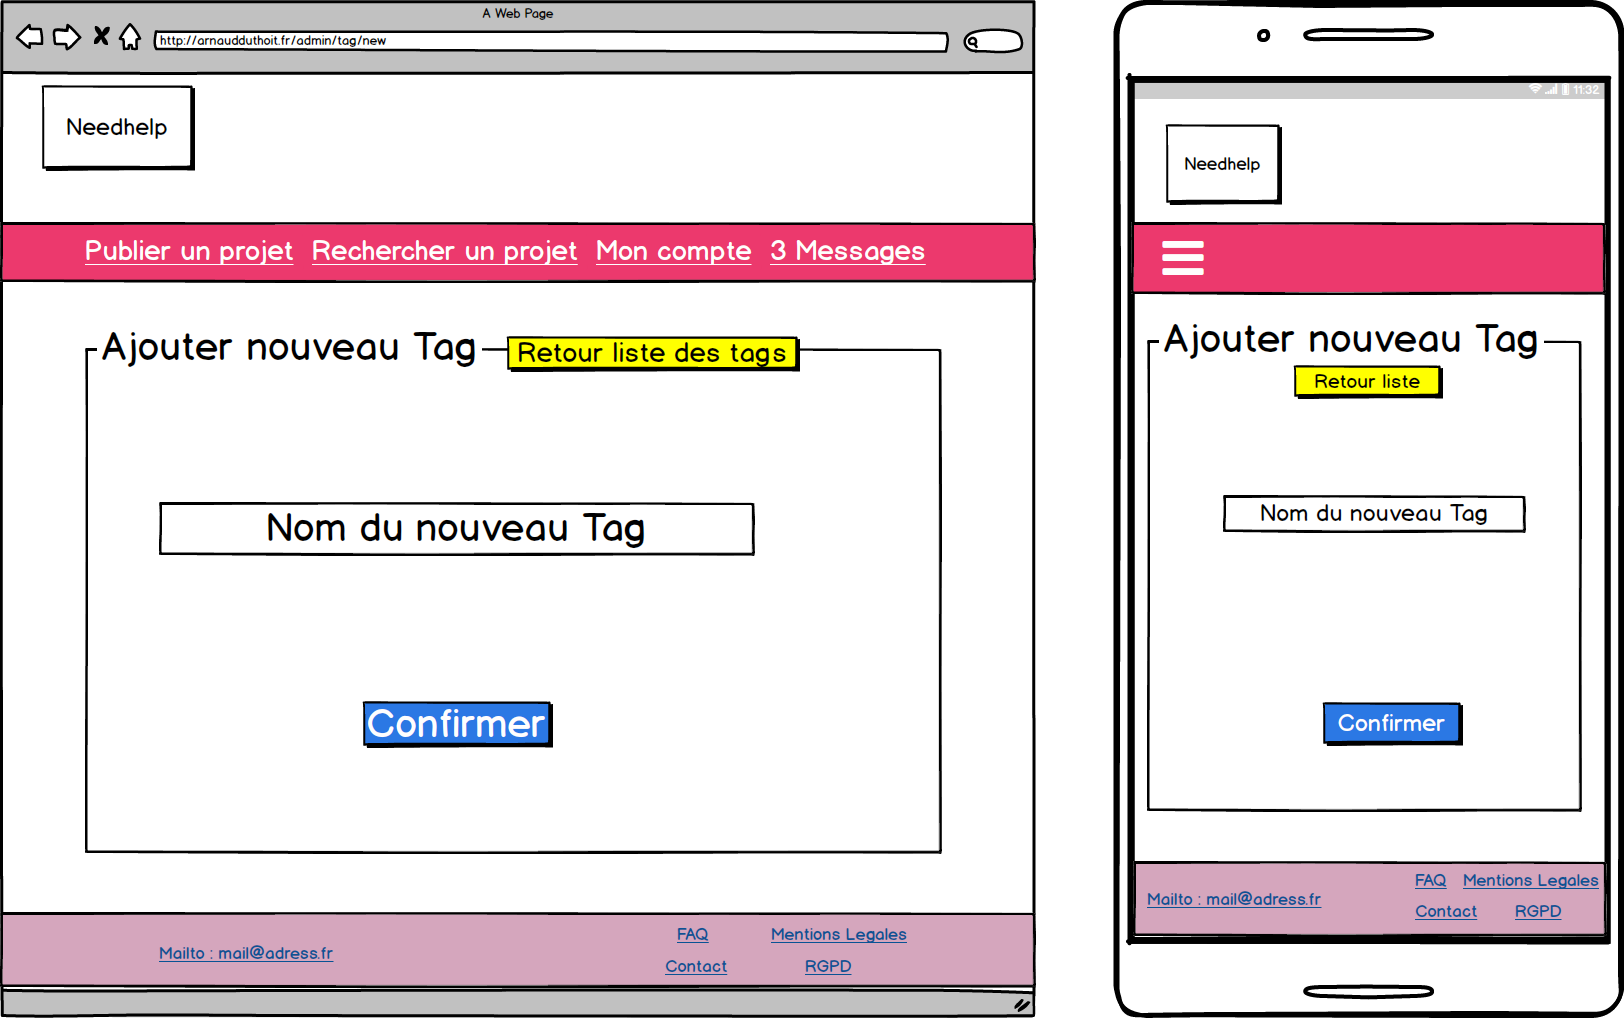 A Web Page
http://arnaudduthoit.fr/admin/tag/new
Needhelp
Publier un projet Rechercher un projet Mon compte 3 Messages
Ajouter nouveau Tag
Retour liste des tags
Nom du nouveau Tag
Confirmer
Mailto : mail@adress.fr
FAQ Mentions Legales
Contact RGPD
11:32
Needhelp
Ajouter nouveau Tag
Retour liste
Nom du nouveau Tag
Confirmer
Mailto : mail@adress.fr
FAQ Mentions Legales
Contact RGPD